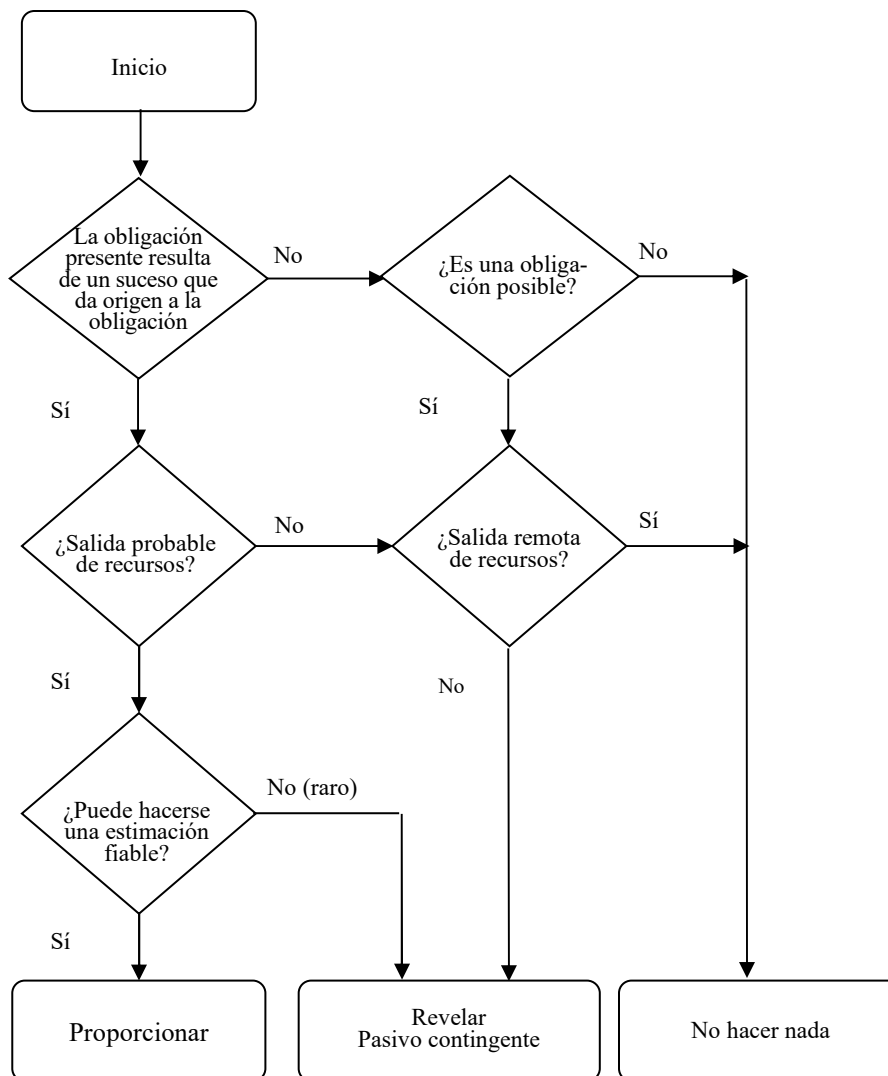 Inicio
La obligación
presente resulta
de un suceso que
da origen a la
obligación
No
¿Es una obliga-
ción posible?
No
Sí
Sí
¿Salida probable
de recursos?
No
¿Salida remota
de recursos?
Sí
Sí
No
¿Puede hacerse
una estimación
fiable?
No (raro)
Sí
Proporcionar
Revelar
Pasivo contingente
No hacer nada